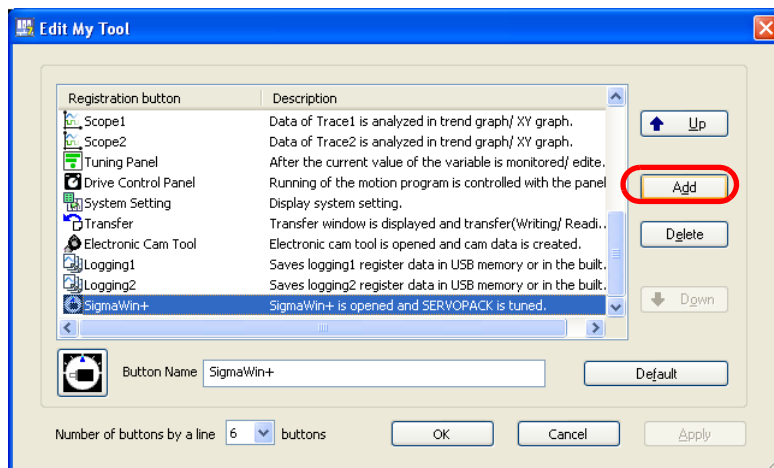 Edit My Tool
Registration button Description
Scope1 Data of Trace1 is analyzed in trend graph/ XY graph.
Scope2 Data of Trace2 is analyzed in trend graph/ XY graph.
Tuning Panel After the current value of the variable is monitored/ edite.
Drive Control Panel Running of the motion program is controlled with the panel
System Setting Display system setting.
Transfer Transfer window is displayed and transfer(Writing/ Readi..
Electronic Cam Tool Electronic cam tool is opened and cam data is created.
Logging1 Saves logging1 register data in USB memory or in the built.
Logging2 Saves logging2 register data in USB memory or in the built.
SigmaWin+ SigmaWin+ is opened and SERVOPACK is tuned.
Up
Add
Delete
Down
Button Name SigmaWin+
Default
Number of buttons by a line 6 buttons
OK
Cancel
Apply